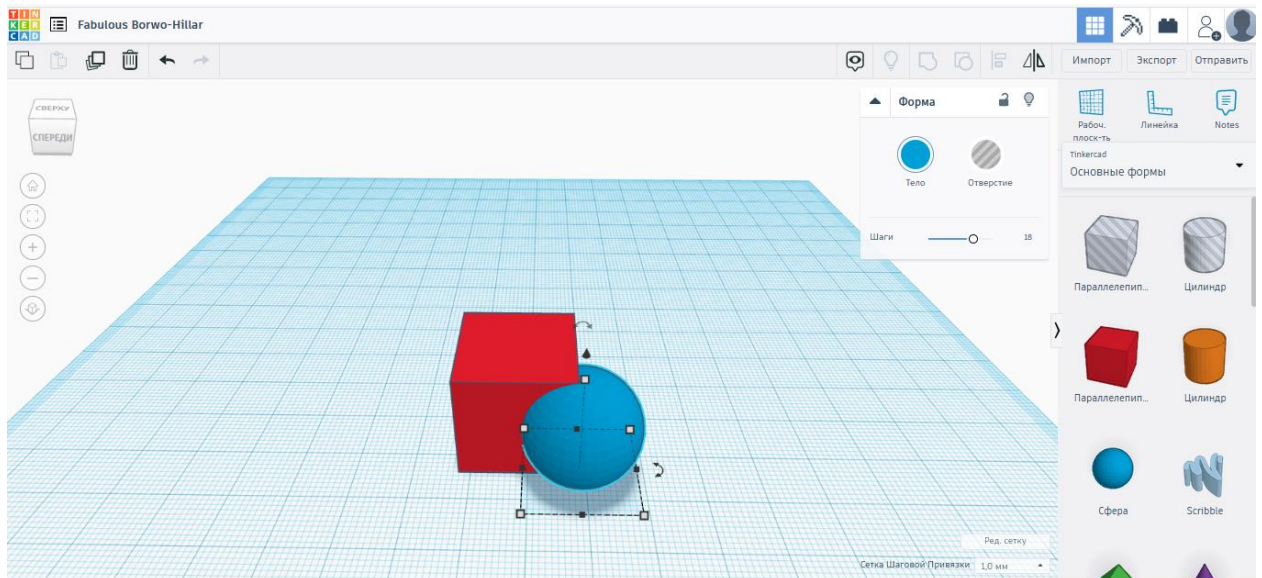 TIN
KER
CAD
Fabulous Borwo-Hillar
Импорт
Экспорт
Отправить
СВЕРХУ
СПЕРЕДИ
Форма
Тело
Отверстие
Шаги
18
Рабоч.
плоск-ть
Линейка
Notes
Tinkercad
Основные формы
Параллелепип...
Цилиндр
Параллелепип...
Цилиндр
Сфера
Scribble
Ред. сетку
Сетка Шаговой Привязки 1,0 мм